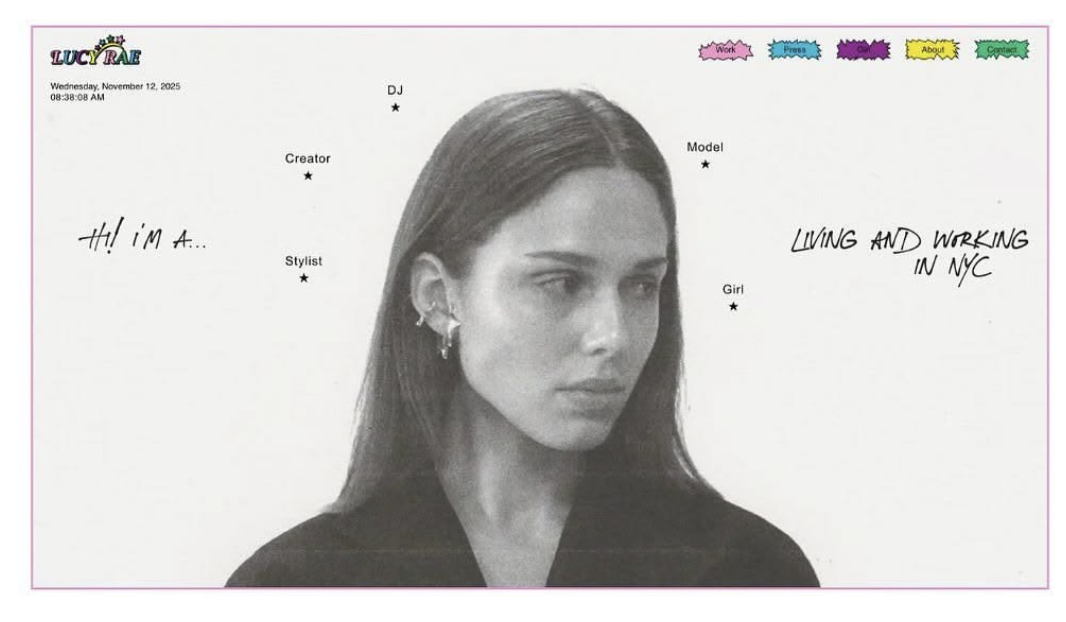 LUCY RAE
Work Press Girl About Contact
Wednesday, November 12, 2025
08:38:08 AM
DJ
Model
Creator
Hi! i'M A...
LIVING AND WORKING
IN NYC
Stylist
Girl